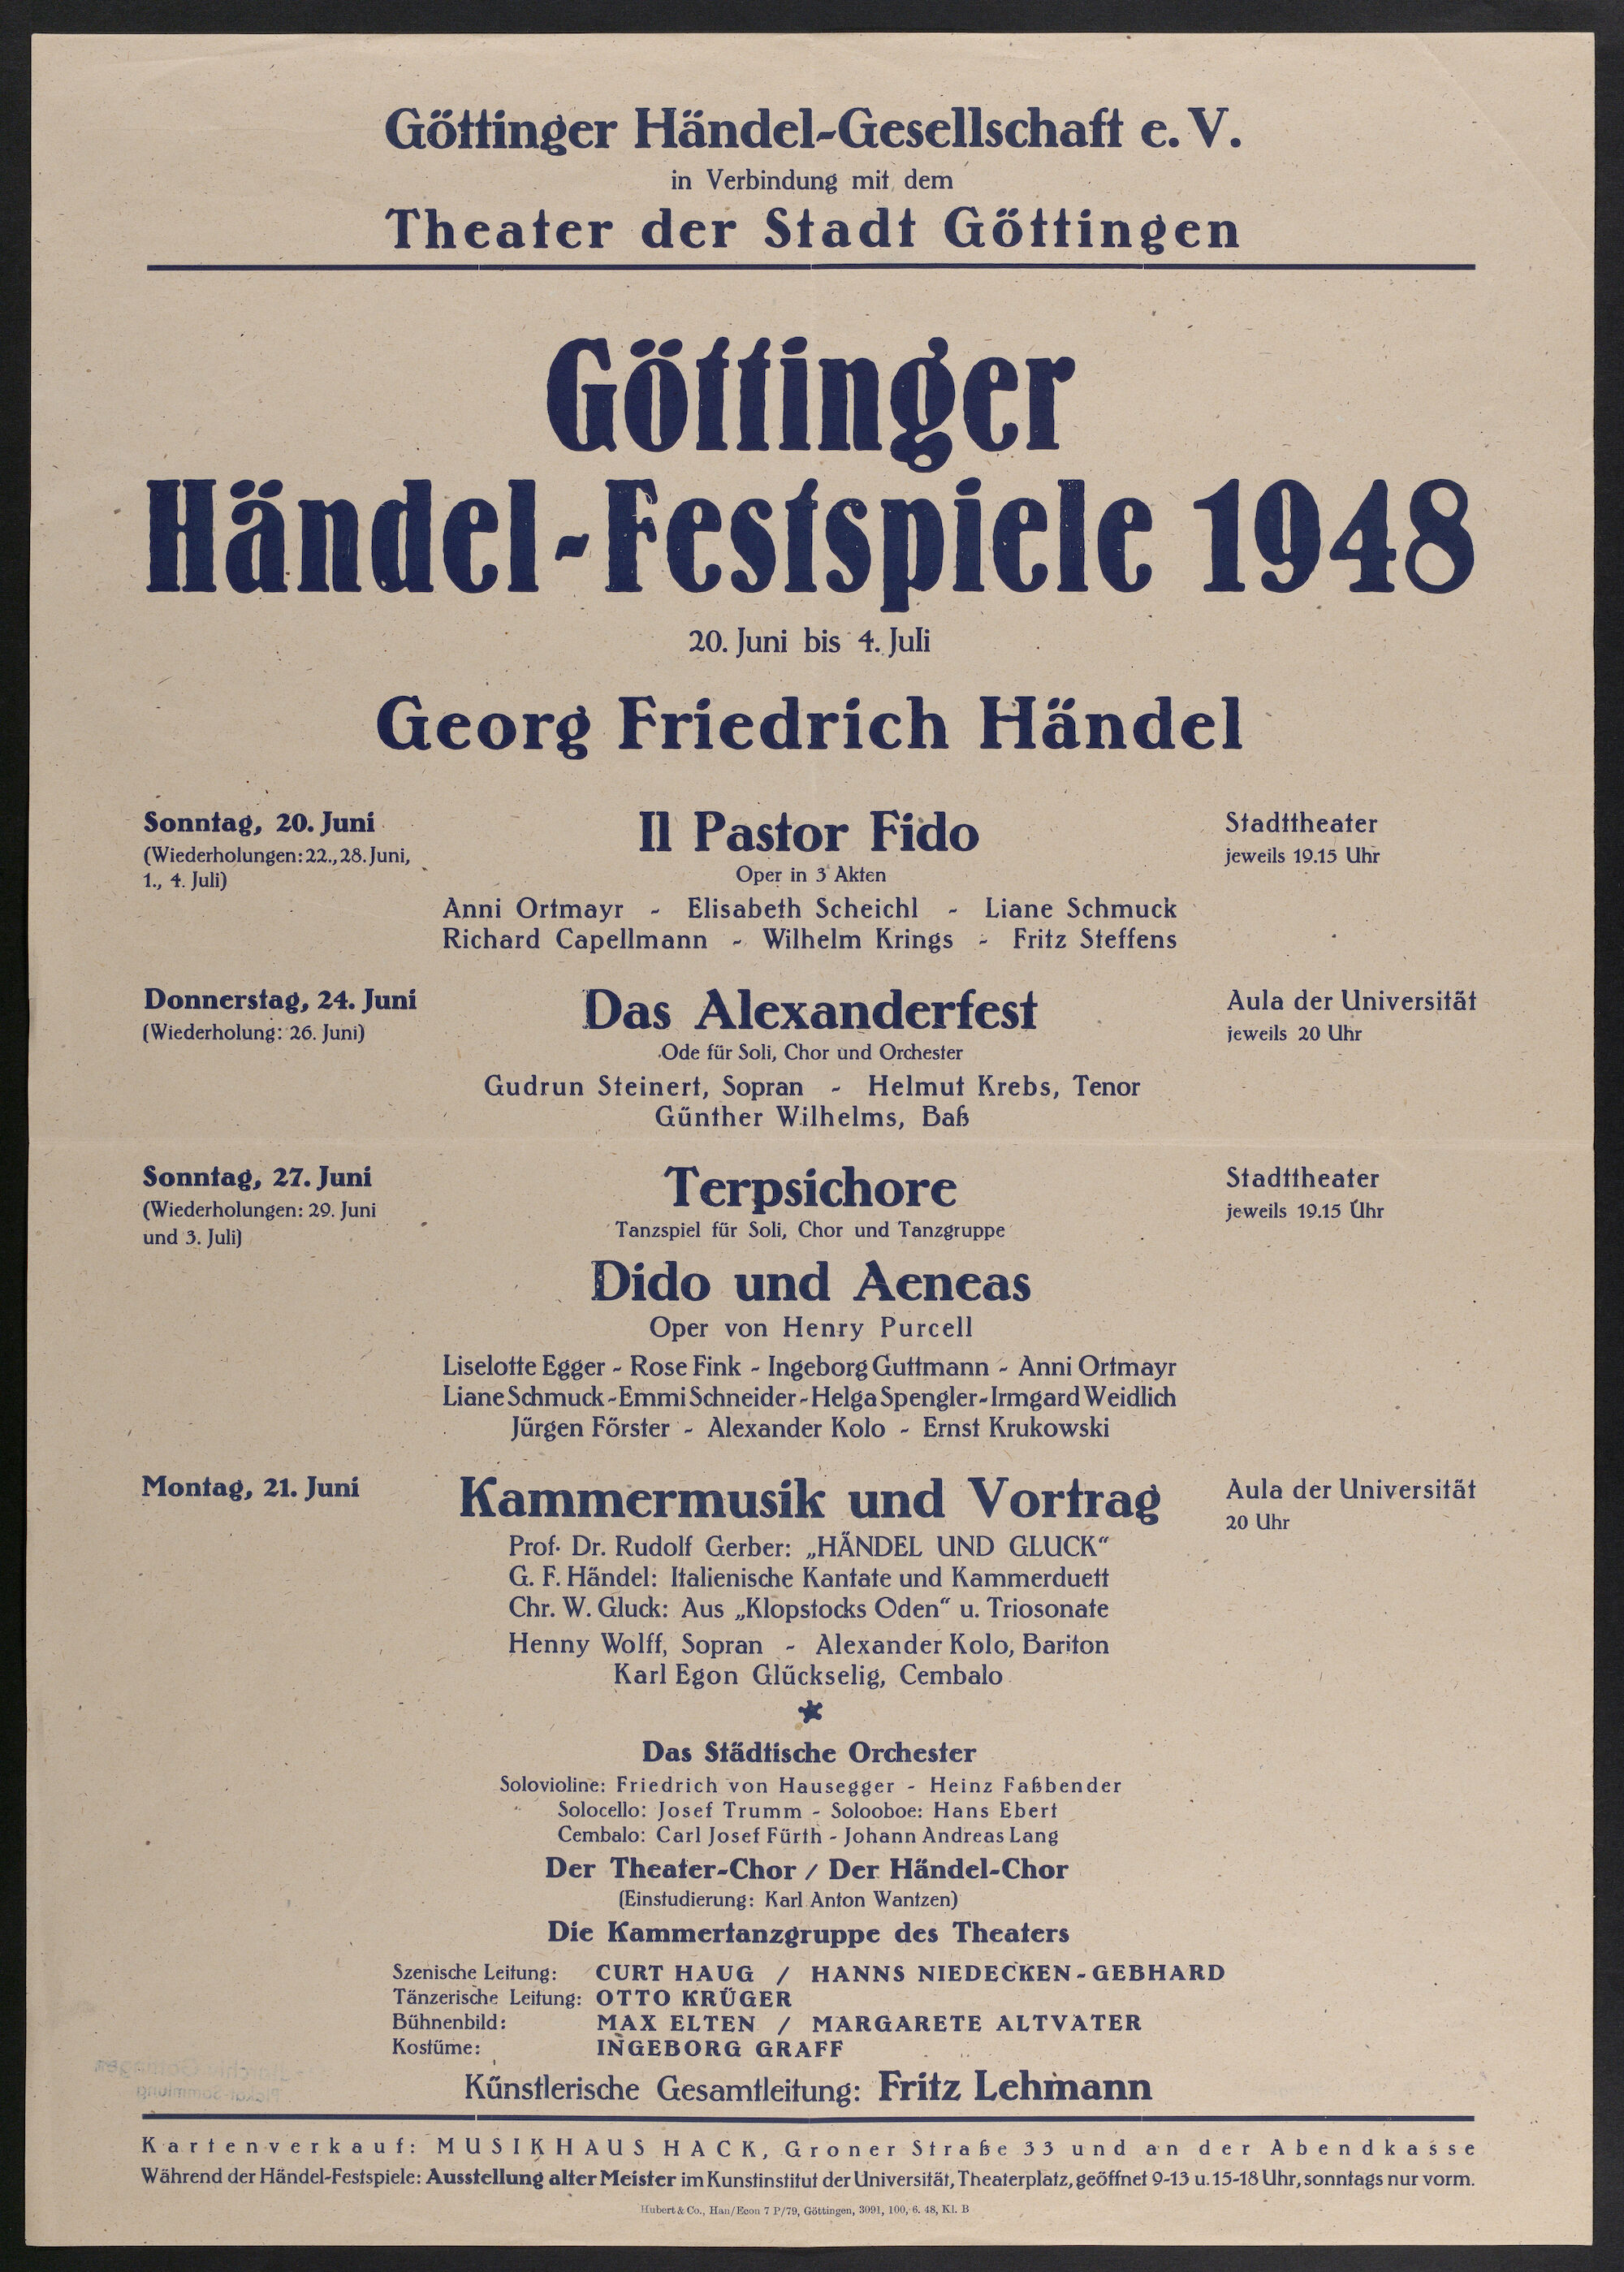 Göttinger Händel-Gesellschaft e. V.
in Verbindung mit dem
Theater der Stadt Göttingen
Göttinger
Händel-Festspiele 1948
20. Juni bis 4. Juli
Georg Friedrich Händel
Sonntag, 20. Juni
(Wiederholungen: 22., 28. Juni,
1., 4. Juli)
Il Pastor Fido
Oper in 3 Akten
Anni Ortmayr - Elisabeth Scheichl - Liane Schmuck
Richard Capellmann - Wilhelm Krings - Fritz Steffens
Stadttheater
jeweils 19.15 Uhr
Donnerstag, 24. Juni
(Wiederholung: 26. Juni)
Das Alexanderfest
Ode für Soli, Chor und Orchester
Gudrun Steinert, Sopran - Helmut Krebs, Tenor
Günther Wilhelms, Baß
Aula der Universität
jeweils 20 Uhr
Sonntag, 27. Juni
(Wiederholungen: 29. Juni
und 3. Juli)
Terpsichore
Tanzspiel für Soli, Chor und Tanzgruppe
Dido und Aeneas
Oper von Henry Purcell
Liselotte Egger - Rose Fink - Ingeborg Guttmann - Anni Ortmayr
Liane Schmuck - Emmi Schneider - Helga Spengler - Irmgard Weidlich
Jürgen Förster - Alexander Kolo - Ernst Krukowski
Stadttheater
jeweils 19.15 Uhr
Montag, 21. Juni
Kammermusik und Vortrag
Prof. Dr. Rudolf Gerber: „HÄNDEL UND GLUCK“
G. F. Händel: Italienische Kantate und Kammerduett
Chr. W. Gluck: Aus „Klopstocks Oden“ u. Triosonate
Henny Wolff, Sopran - Alexander Kolo, Bariton
Karl Egon Glückselig, Cembalo
Aula der Universität
20 Uhr
*
Das Städtische Orchester
Solovioline: Friedrich von Hausegger - Heinz Faßbender
Solocello: Josef Trumm - Solooboe: Hans Ebert
Cembalo: Carl Josef Fürth - Johann Andreas Lang
Der Theater-Chor / Der Händel-Chor
(Einstudierung: Karl Anton Wantzen)
Die Kammertanzgruppe des Theaters
Szenische Leitung: CURT HAUG / HANNS NIEDECKEN-GEBHARD
Tänzerische Leitung: OTTO KRÜGER
Bühnenbild: MAX ELTEN / MARGARETE ALTVATER
Kostüme: INGEBORG GRAFF
Künstlerische Gesamtleitung: Fritz Lehmann
Kartenverkauf: MUSIKHAUS HACK, Groner Straße 33 und an der Abendkasse
Während der Händel-Festspiele: Ausstellung alter Meister im Kunstinstitut der Universität, Theaterplatz, geöffnet 9-13 u. 15-18 Uhr, sonntags nur vorm.
Hubert & Co., Han/Econ 7 P/79, Göttingen, 3091, 100, 6. 48, Kl. B